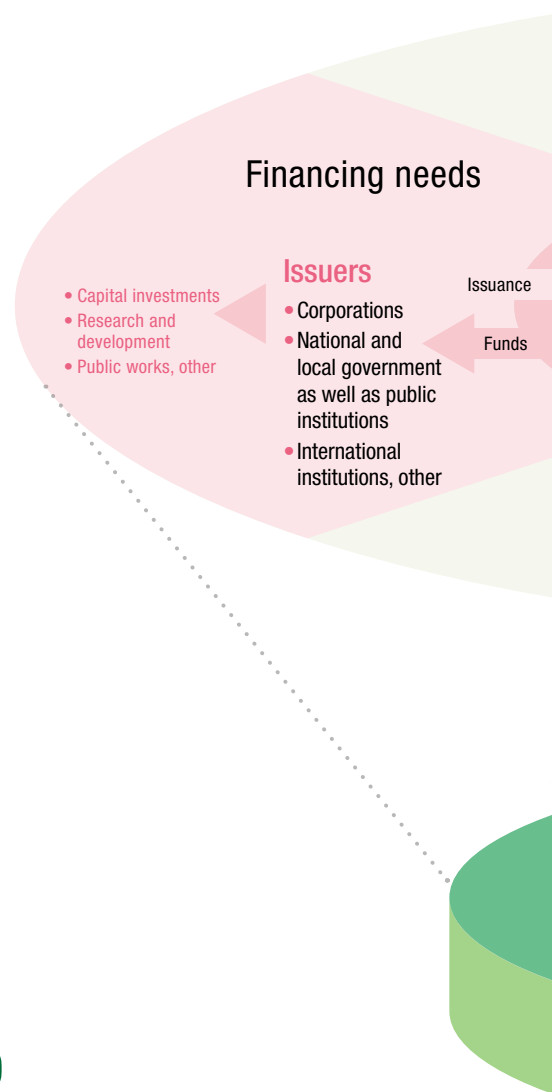 Financing needs
• Capital investments
• Research and
development
• Public works, other
Issuers
• Corporations
• National and
local government
as well as public
institutions
• International
institutions, other
Issuance
Funds